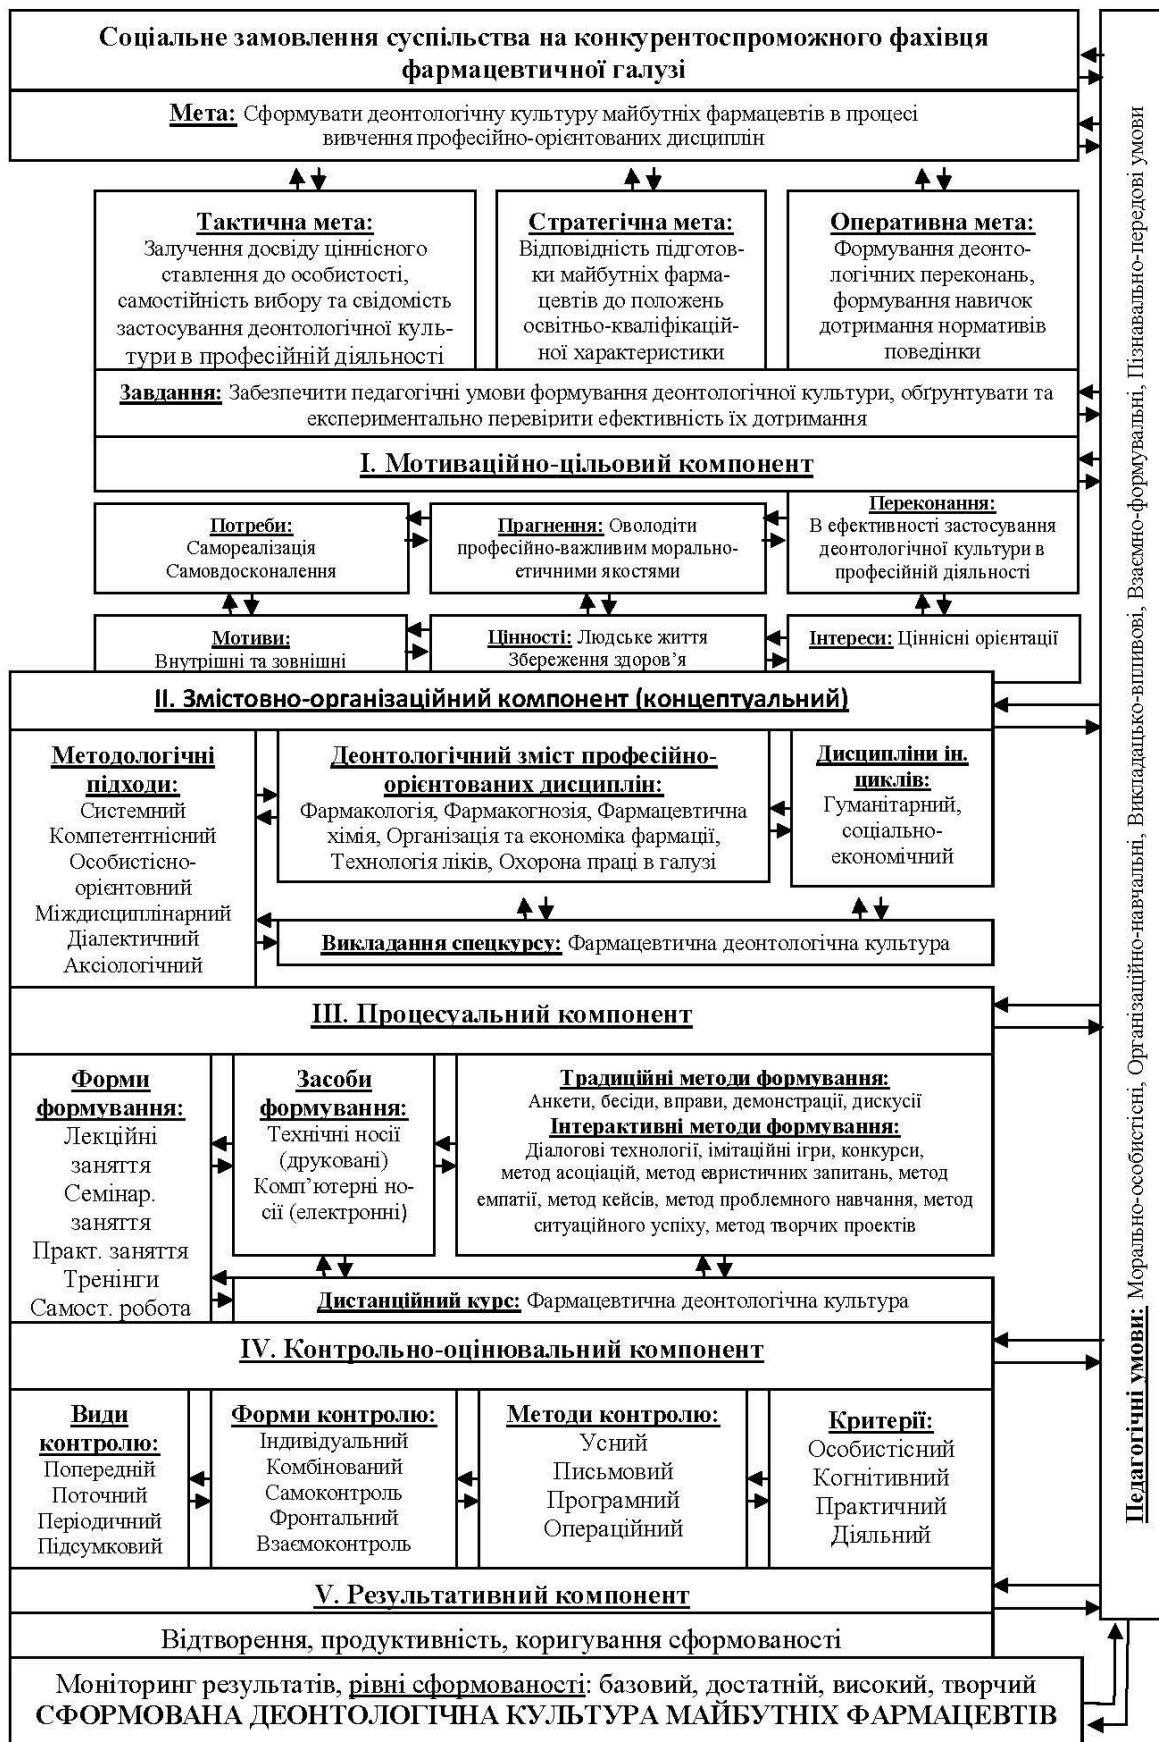 Соціальне замовлення суспільства на конкурентоспроможного фахівця
фармацевтичної галузі
Мета: Сформувати деонтологічну культуру майбутніх фармацевтів в процесі
вивчення професійно-орієнтованих дисциплін
Тактична мета:
Залучення досвіду ціннісного
ставлення до особистості,
самостійність вибору та свідомість
застосування деонтологічної куль-
тури в професійній діяльності
Стратегічна мета:
Відповідність підготов-
ки майбутніх фарма-
цевтів до положень
освітньо-кваліфікацій-
ної характеристики
Оперативна мета:
Формування деонто-
логічних переконань,
формування навичок
дотримання нормативів
поведінки
Завдання: Забезпечити педагогічні умови формування деонтологічної культури, обґрунтувати та
експериментально перевірити ефективність їх дотримання
І. Мотиваційно-цільовий компонент
Потреби:
Самореалізація
Самовдосконалення
Прагнення: Оволодіти
професійно-важливим морально-
етичними якостями
Переконання:
В ефективності застосування
деонтологічної культури в
професійній діяльності
Мотиви:
Внутрішні та зовнішні
Цінності: Людське життя
Збереження здоров’я
Інтереси: Ціннісні орієнтації
ІІ. Змістовно-організаційний компонент (концептуальний)
Методологічні
підходи:
Системний
Компетентнісний
Особистісно-
орієнтовний
Міждисциплінарний
Діалектичний
Аксіологічний
Деонтологічний зміст професійно-
орієнтованих дисциплін:
Фармакологія, Фармакогнозія, Фармацевтична
хімія, Організація та економіка фармації,
Технологія ліків, Охорона праці в галузі
Дисципліни ін.
циклів:
Гуманітарний,
соціально-
економічний
Викладання спецкурсу: Фармацевтична деонтологічна культура
ІІІ. Процесуальний компонент
Форми
формування:
Лекційні
заняття
Семінар.
заняття
Практ. заняття
Тренінги
Самост. робота
Засоби
формування:
Технічні носії
(друковані)
Комп’ютерні но-
сії (електронні)
Традиційні методи формування:
Анкети, бесіди, вправи, демонстрації, дискусії
Інтерактивні методи формування:
Діалогові технології, імітаційні ігри, конкурси,
метод асоціацій, метод евристичних запитань, метод
емпатії, метод кейсів, метод проблемного навчання, метод
ситуаційного успіху, метод творчих проектів
Дистанційний курс: Фармацевтична деонтологічна культура
IV. Контрольно-оцінювальний компонент
Види
контролю:
Попередній
Поточний
Періодичний
Підсумковий
Форми контролю:
Індивідуальний
Комбінований
Самоконтроль
Фронтальний
Взаємоконтроль
Методи контролю:
Усний
Письмовий
Програмний
Операційний
Критерії:
Особистісний
Когнітивний
Практичний
Діяльний
V. Результативний компонент
Відтворення, продуктивність, коригування сформованості
Моніторинг результатів, рівні сформованості: базовий, достатній, високий, творчий
СФОРМОВАНА ДЕОНТОЛОГІЧНА КУЛЬТУРА МАЙБУТНІХ ФАРМАЦЕВТІВ
Педагогічні умови: Морально-особистісні, Організаційно-навчальні, Викладацько-впливові, Взаємно-формувальні, Пізнавально-передові умови